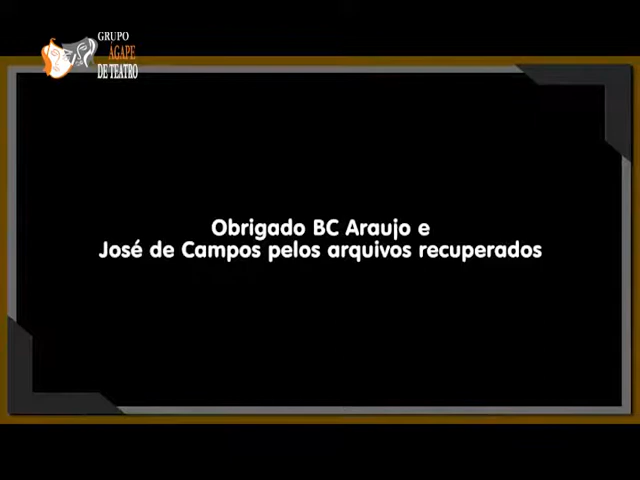 GRUPO
ÁGAPE
DE TEATRO
Obrigado BC Araujo e
José de Campos pelos arquivos recuperados